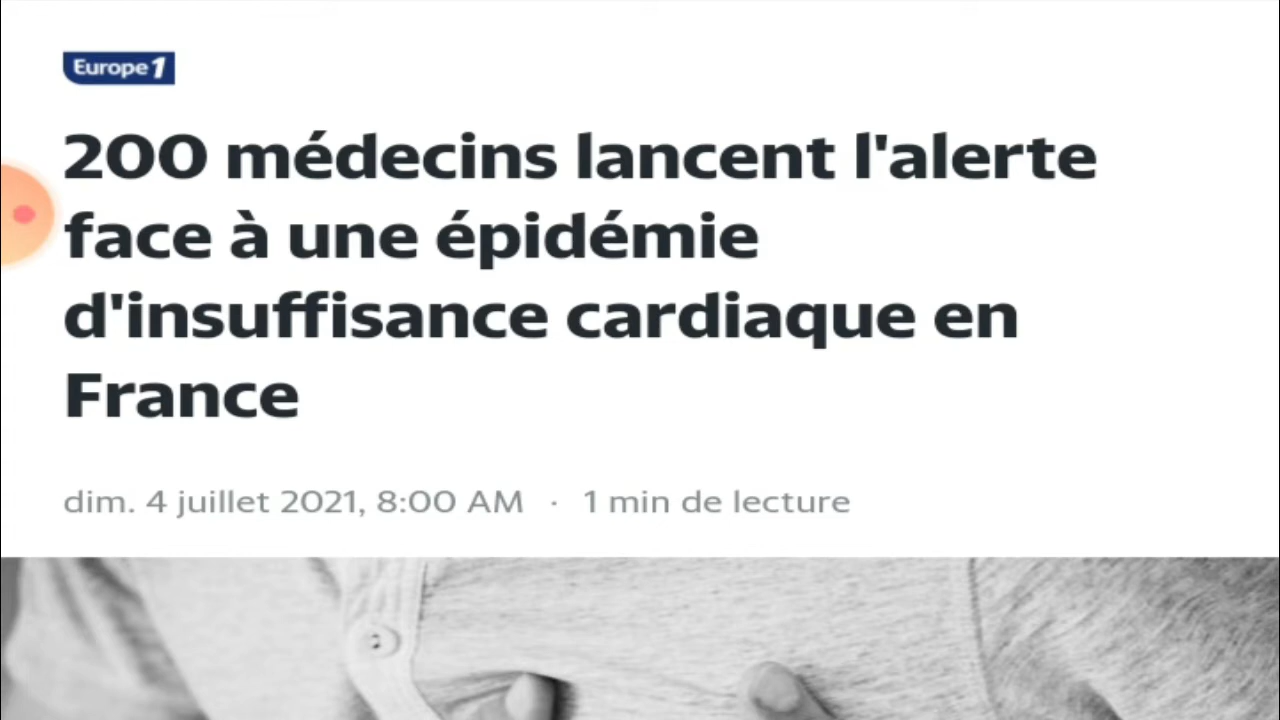 Europe 1
200 médecins lancent l'alerte
face à une épidémie
d'insuffisance cardiaque en
France
dim. 4 juillet 2021, 8:00 AM · 1 min de lecture